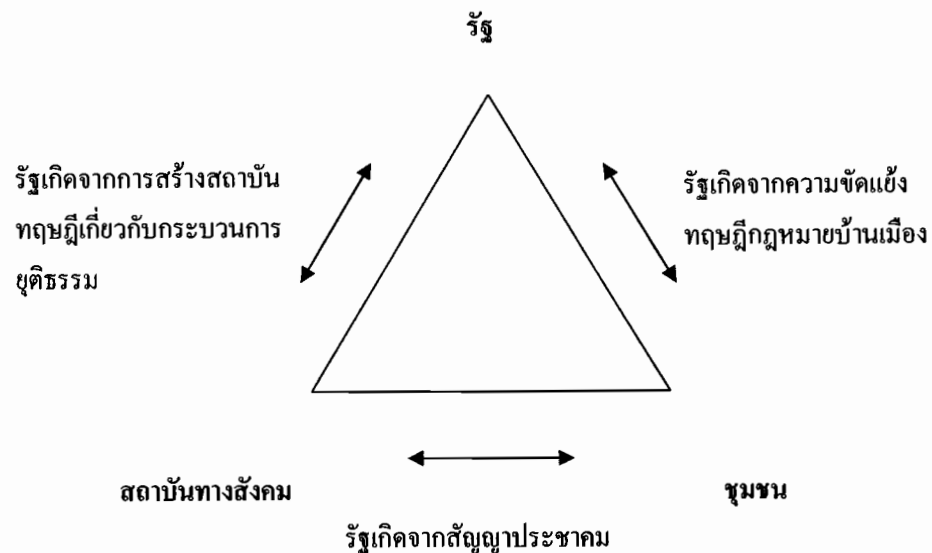 รัฐ
รัฐเกิดจากการสร้างสถาบัน
ทฤษฎีเกี่ยวกับกระบวนการ
ยุติธรรม
รัฐเกิดจากความขัดแย้ง
ทฤษฎีกฎหมายบ้านเมือง
สถาบันทางสังคม
ชุมชน
รัฐเกิดจากสัญญาประชาคม